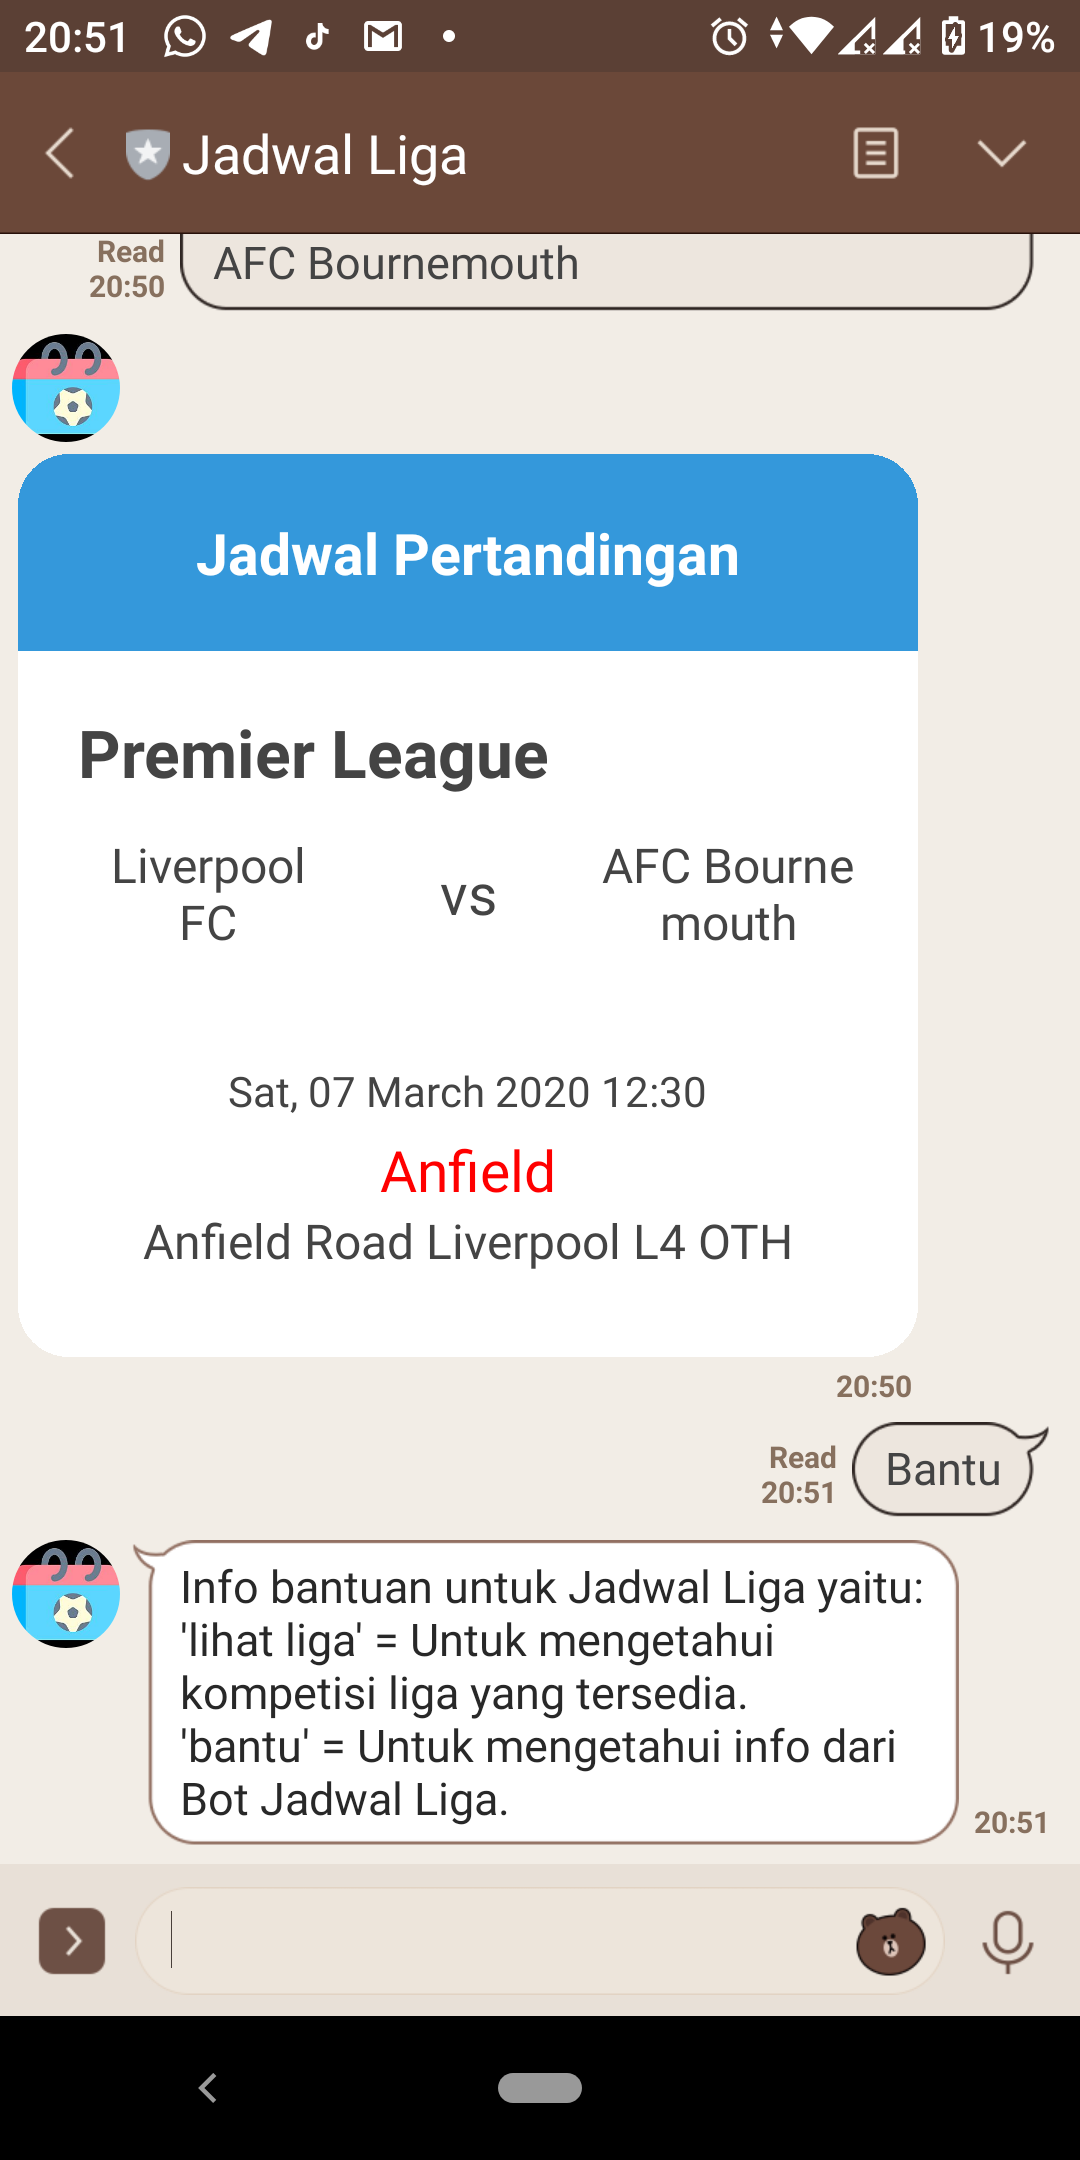 20:51
19%
Jadwal Liga
Read
20:50
AFC Bournemouth
Jadwal Pertandingan
Premier League
Liverpool
FC
vs
AFC Bourne
mouth
Sat, 07 March 2020 12:30
Anfield
Anfield Road Liverpool L4 OTH
20:50
Read
20:51
Bantu
Info bantuan untuk Jadwal Liga yaitu:
'lihat liga' = Untuk mengetahui
kompetisi liga yang tersedia.
'bantu' = Untuk mengetahui info dari
Bot Jadwal Liga.
20:51